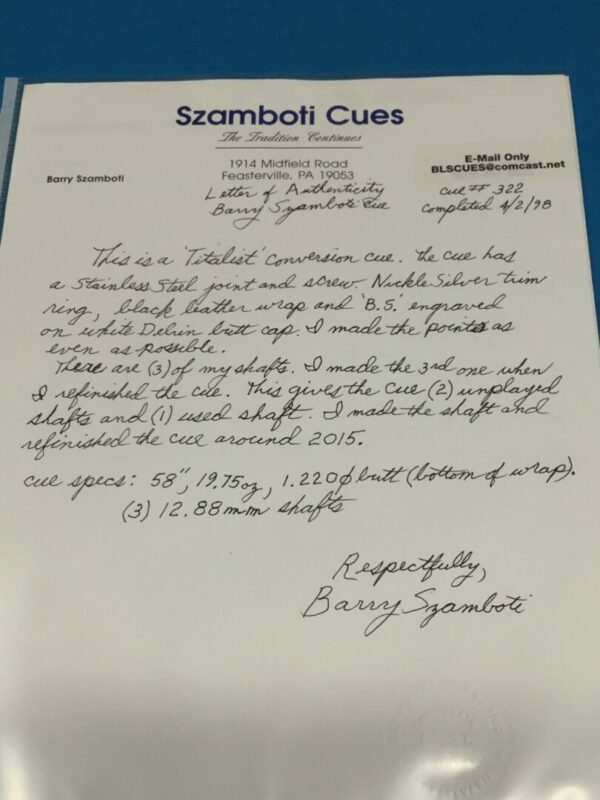 Szamboti Cues
The Tradition Continues
1914 Midfield Road
Feasterville, PA 19053
Barry Szamboti
E-Mail Only
BLSCUES@comcast.net
Letter of Authenticity
Barry Szamboti Cue
cue # 322
completed 4/2/98
This is a 'Titalist' conversion cue. The cue has
a Stainless Steel joint and screw. Nickle Silver trim
ring, black leather wrap and 'B.S.' engraved
on white Delrin butt cap. I made the points as
even as possible.
There are (3) of my shafts. I made the 3rd one when
I refinished the cue. This gives the cue (2) unplayed
shafts and (1) used shaft. I made the shaft and
refinished the cue around 2015.
cue specs: 58", 19.75oz, 1.220ϕ butt (bottom of wrap).
(3) 12.88mm shafts
Respectfully,
Barry Szamboti